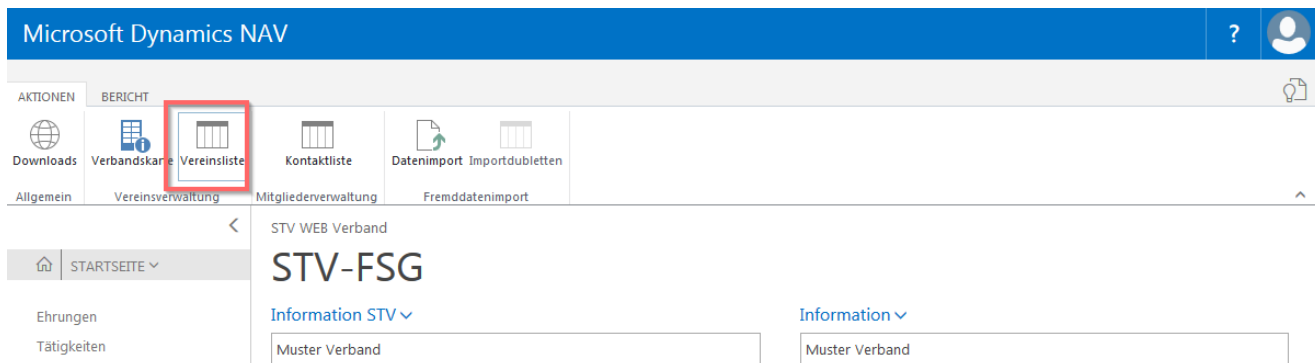 Microsoft Dynamics NAV ?
AKTIONEN BERICHT
Downloads Verbandskarte Vereinsliste Kontaktliste Datenimport Importdubletten
Allgemein Vereinsverwaltung Mitgliederverwaltung Fremddatenimport
STV WEB Verband
STARTSEITE
STV-FSG
Ehrungen
Tätigkeiten
Information STV Information
Muster Verband Muster Verband